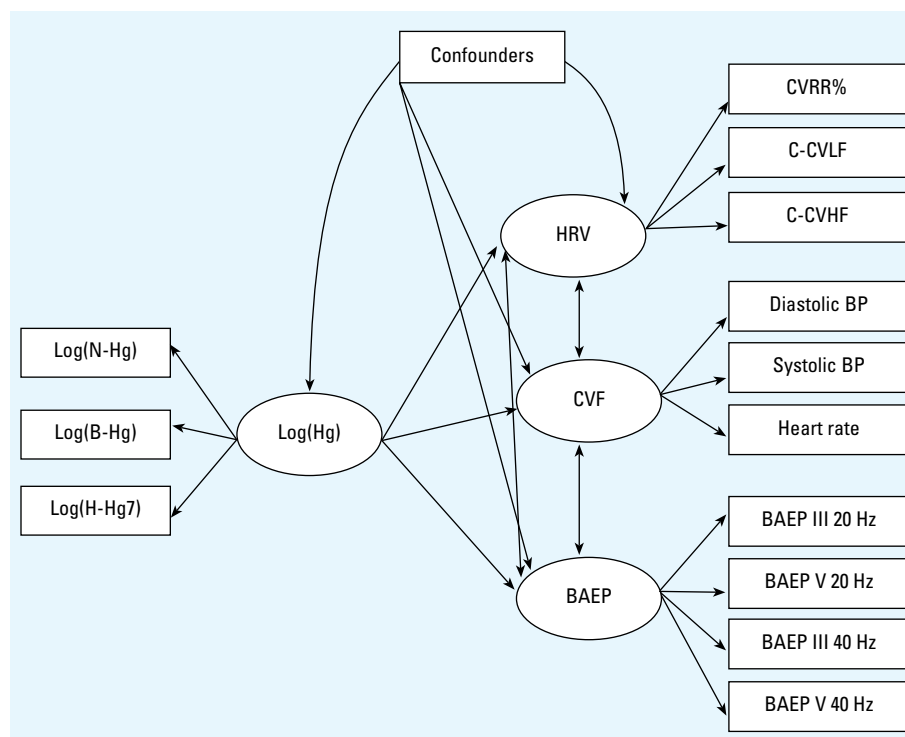 Confounders
CVRR%
C-CVLF
C-CVHF
HRV
Diastolic BP
Systolic BP
Heart rate
CVF
Log(N-Hg)
Log(B-Hg)
Log(H-Hg7)
Log(Hg)
BAEP III 20 Hz
BAEP V 20 Hz
BAEP III 40 Hz
BAEP V 40 Hz
BAEP